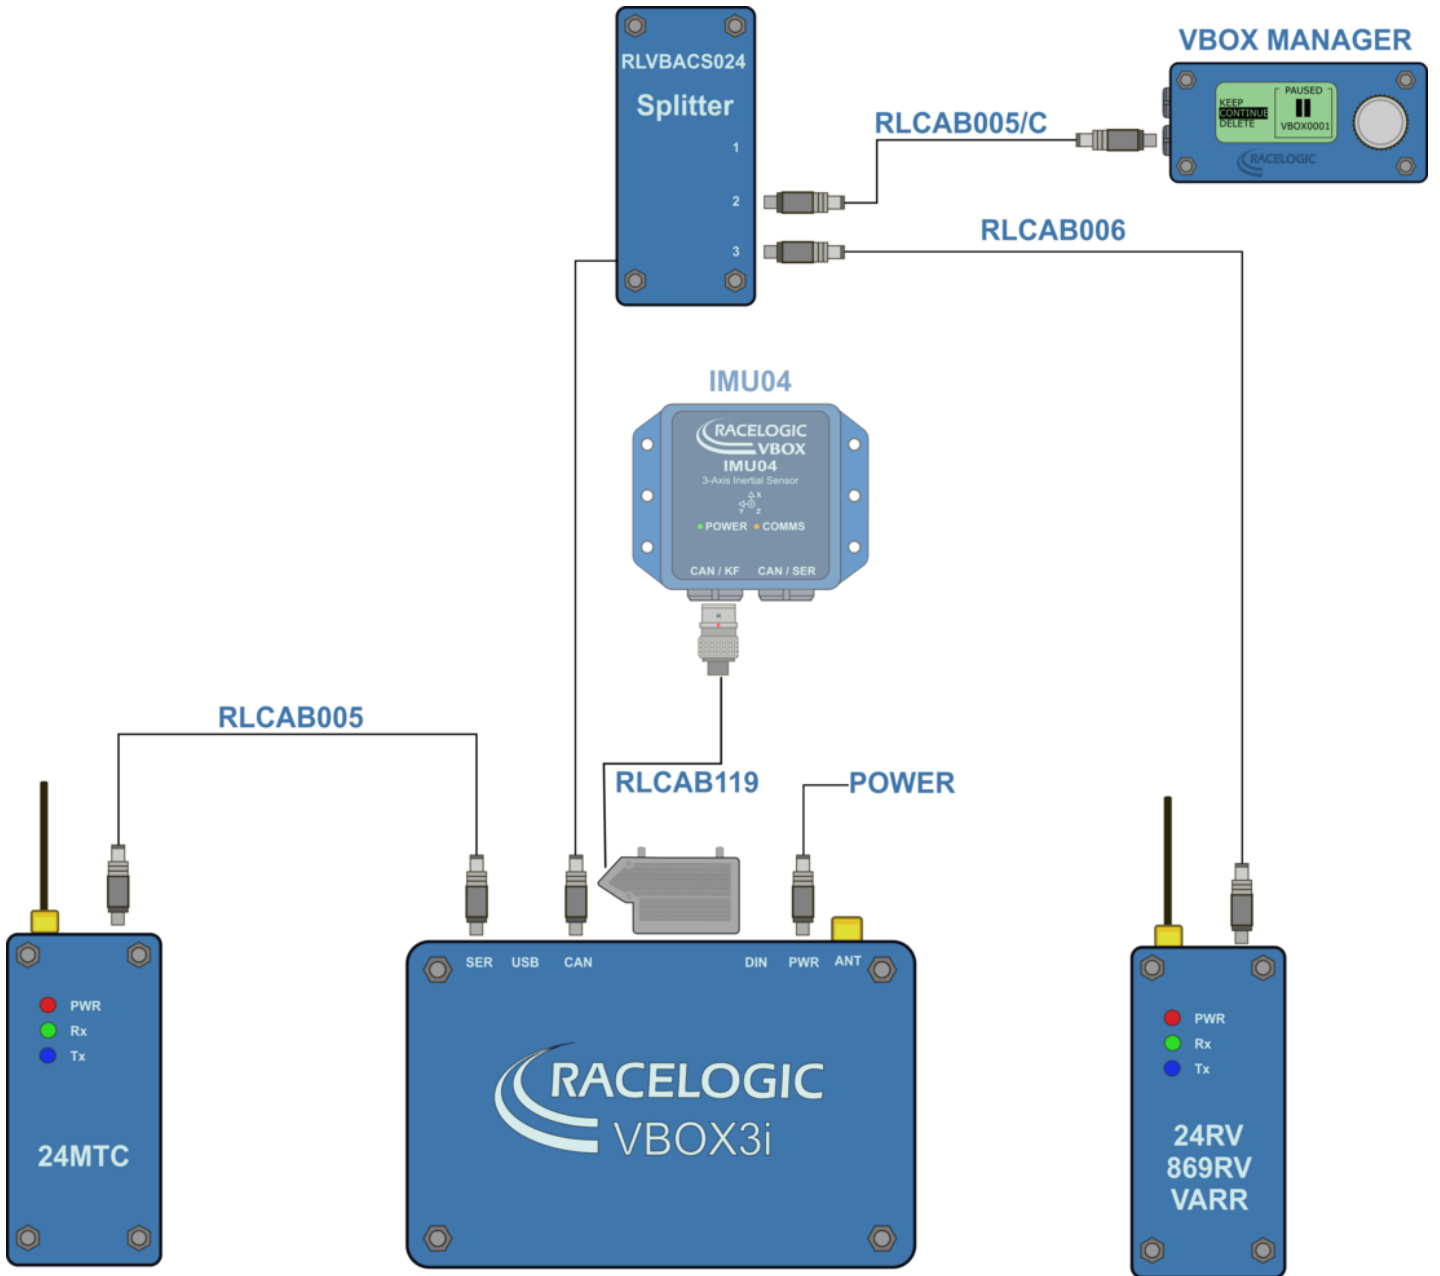 RLVBACS024
Splitter
1
2
3
VBOX MANAGER
KEEP
CONTINUE
DELETE
PAUSED
VBOX0001
RACELOGIC
RLCAB005/C
RLCAB006
IMU04
RACELOGIC
VBOX
IMU04
3-Axis Inertial Sensor
X
Y Z
POWER COMMS
CAN / KF CAN / SER
RLCAB005
RLCAB119
POWER
SER USB CAN DIN PWR ANT
RACELOGIC
VBOX3i
PWR
Rx
Tx
24MTC
PWR
Rx
Tx
24RV
869RV
VARR